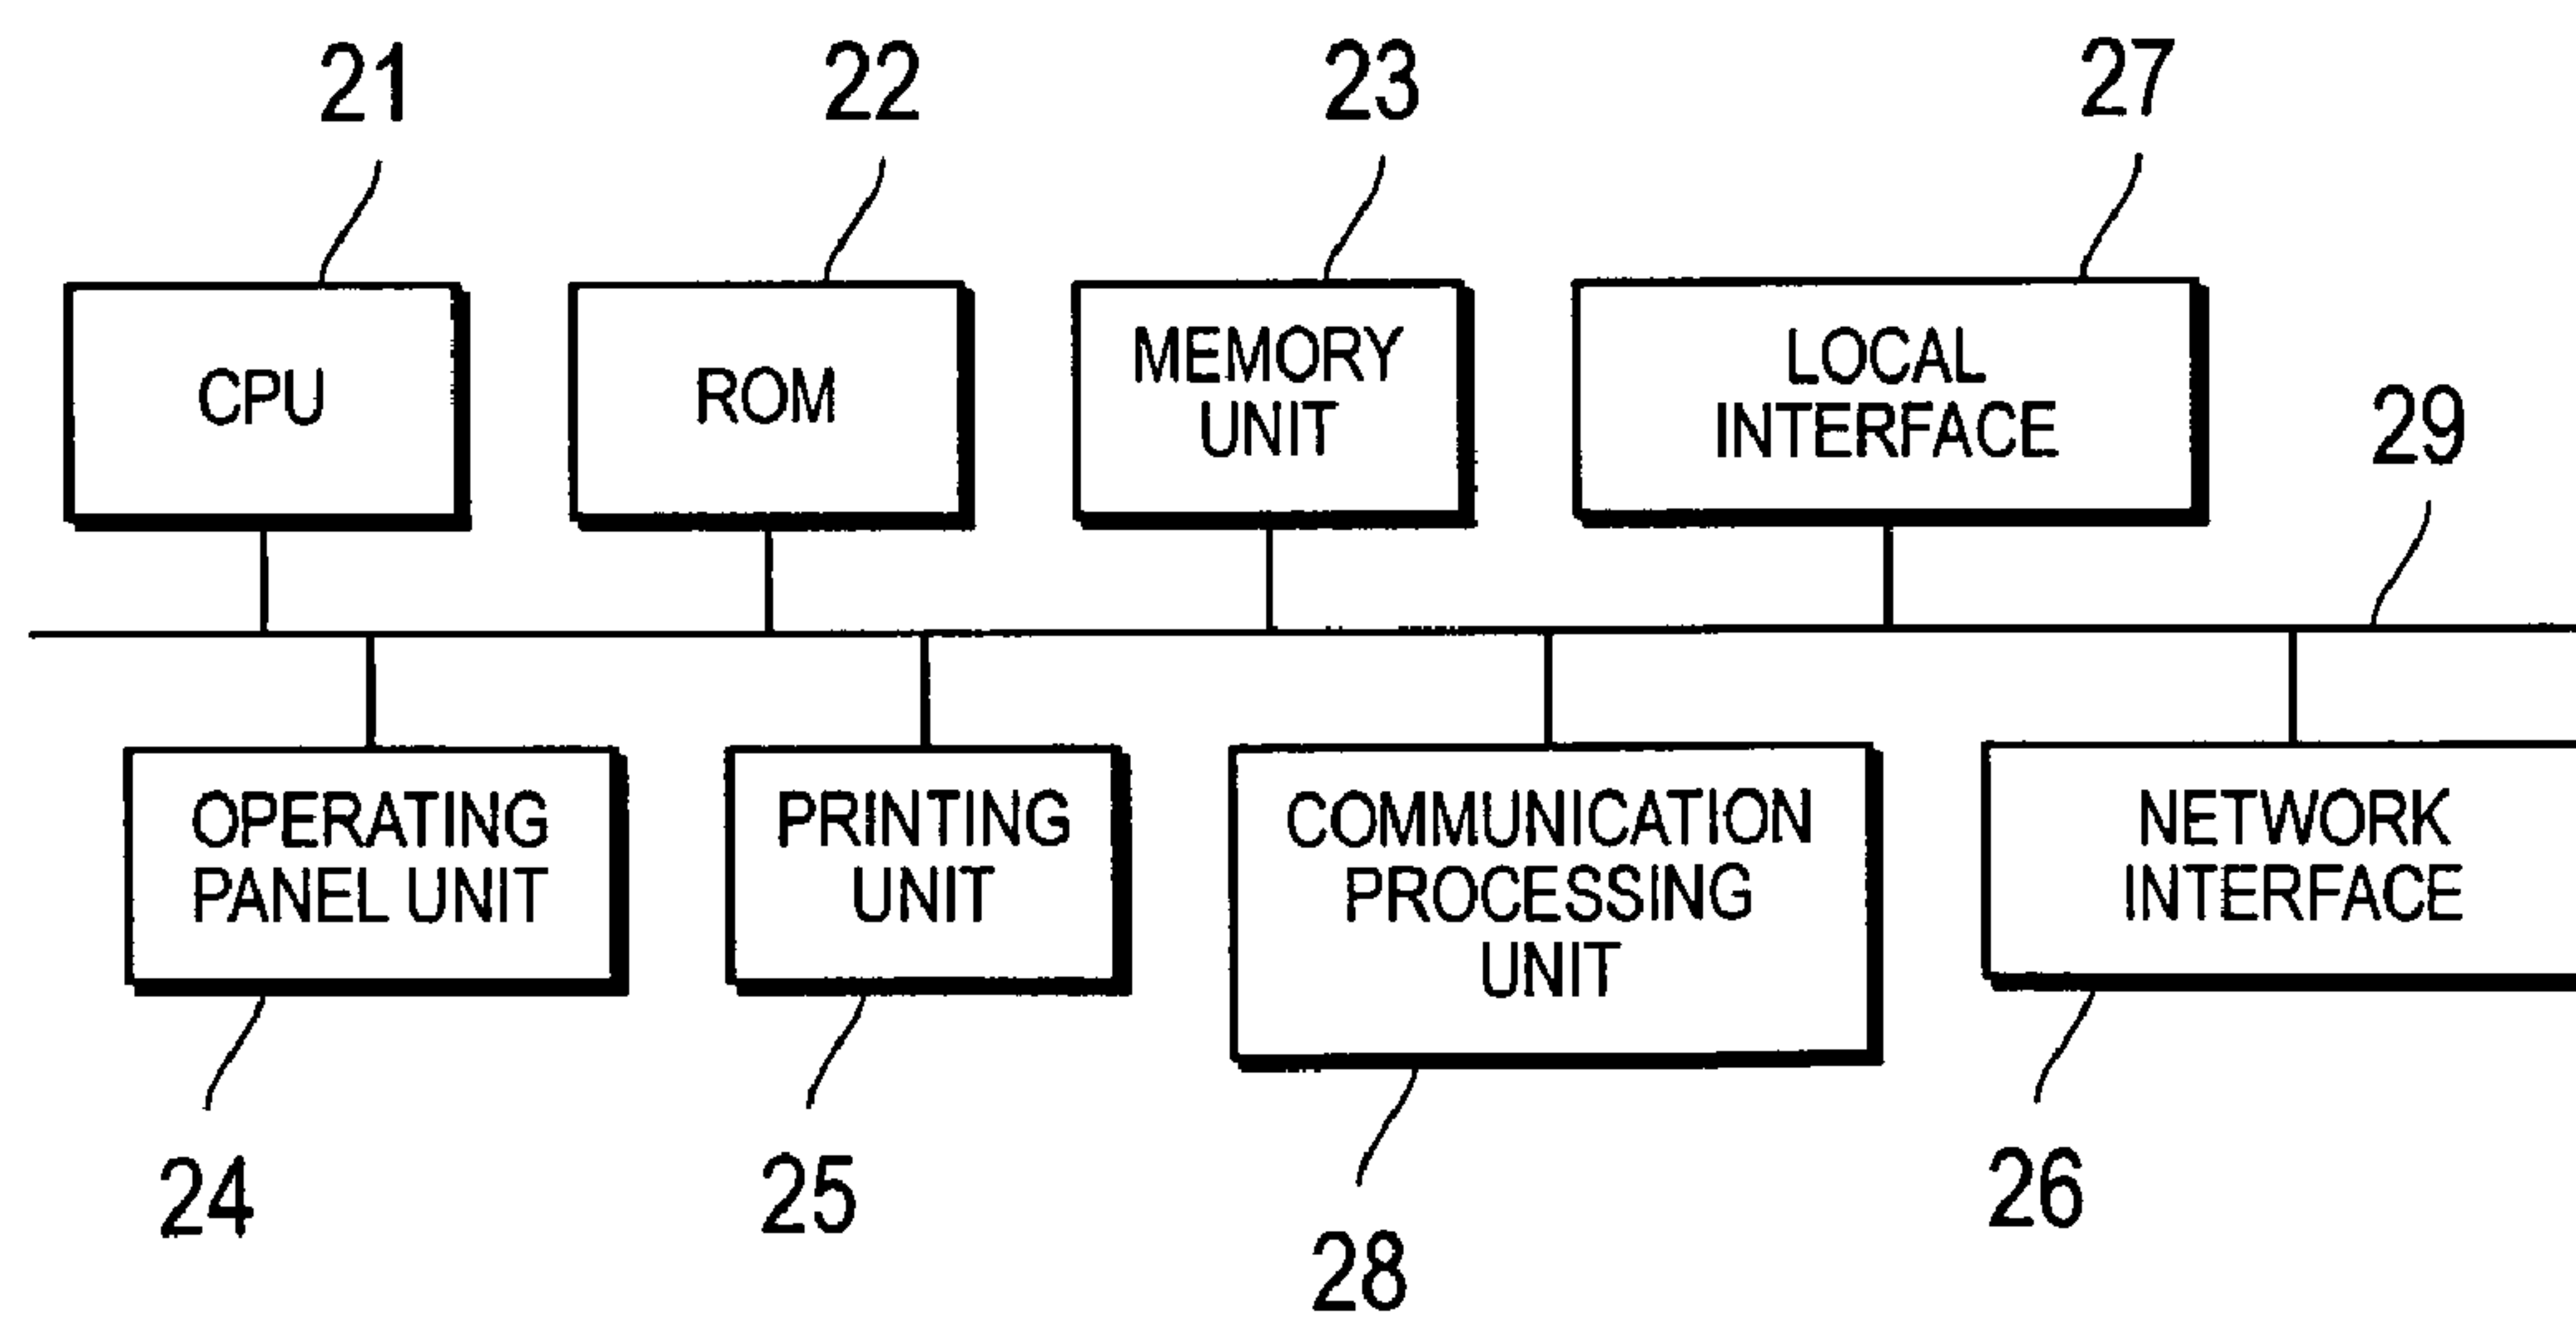 21
22
23
27
CPU
ROM
MEMORY
UNIT
LOCAL
INTERFACE
29
OPERATING
PANEL UNIT
PRINTING
UNIT
COMMUNICATION
PROCESSING
UNIT
NETWORK
INTERFACE
24
25
28
26